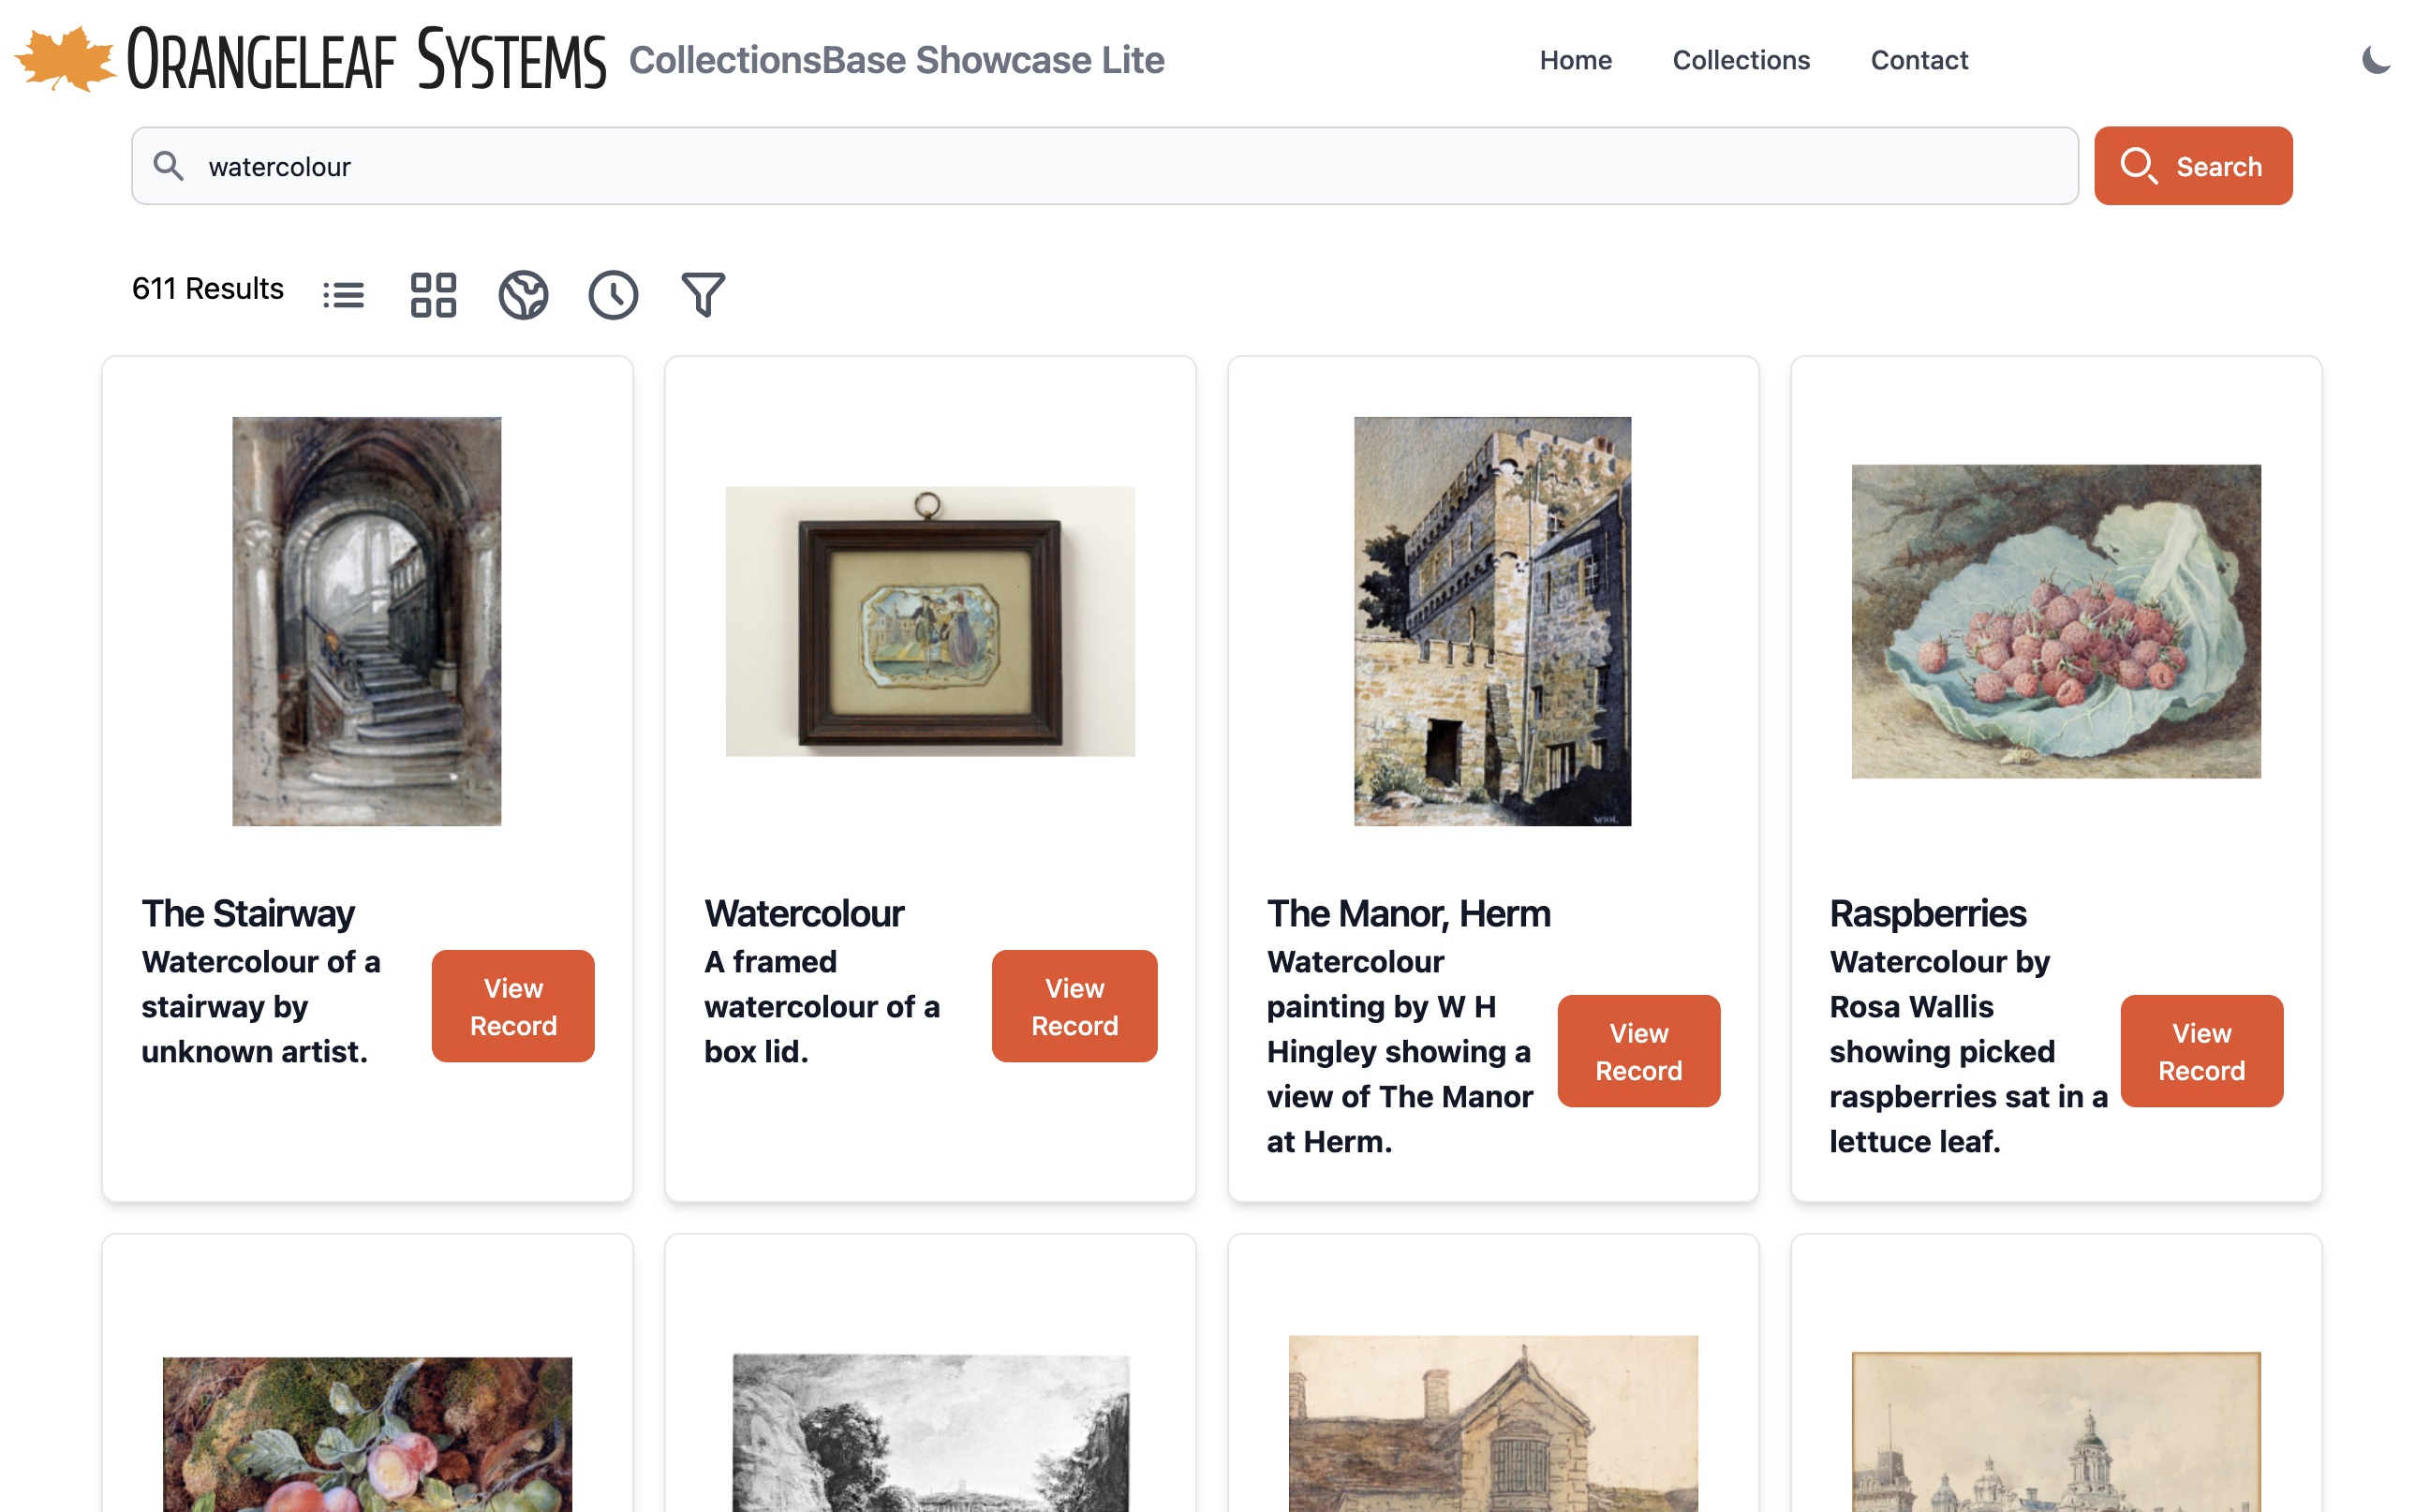 ORANGELEAF SYSTEMS CollectionsBase Showcase Lite Home Collections Contact
watercolour Search
611 Results
The Stairway
Watercolour of a
stairway by
unknown artist.
View
Record
Watercolour
A framed
watercolour of a
box lid.
View
Record
The Manor, Herm
Watercolour
painting by W H
Hingley showing a
view of The Manor
at Herm.
View
Record
Raspberries
Watercolour by
Rosa Wallis
showing picked
raspberries sat in a
lettuce leaf.
View
Record